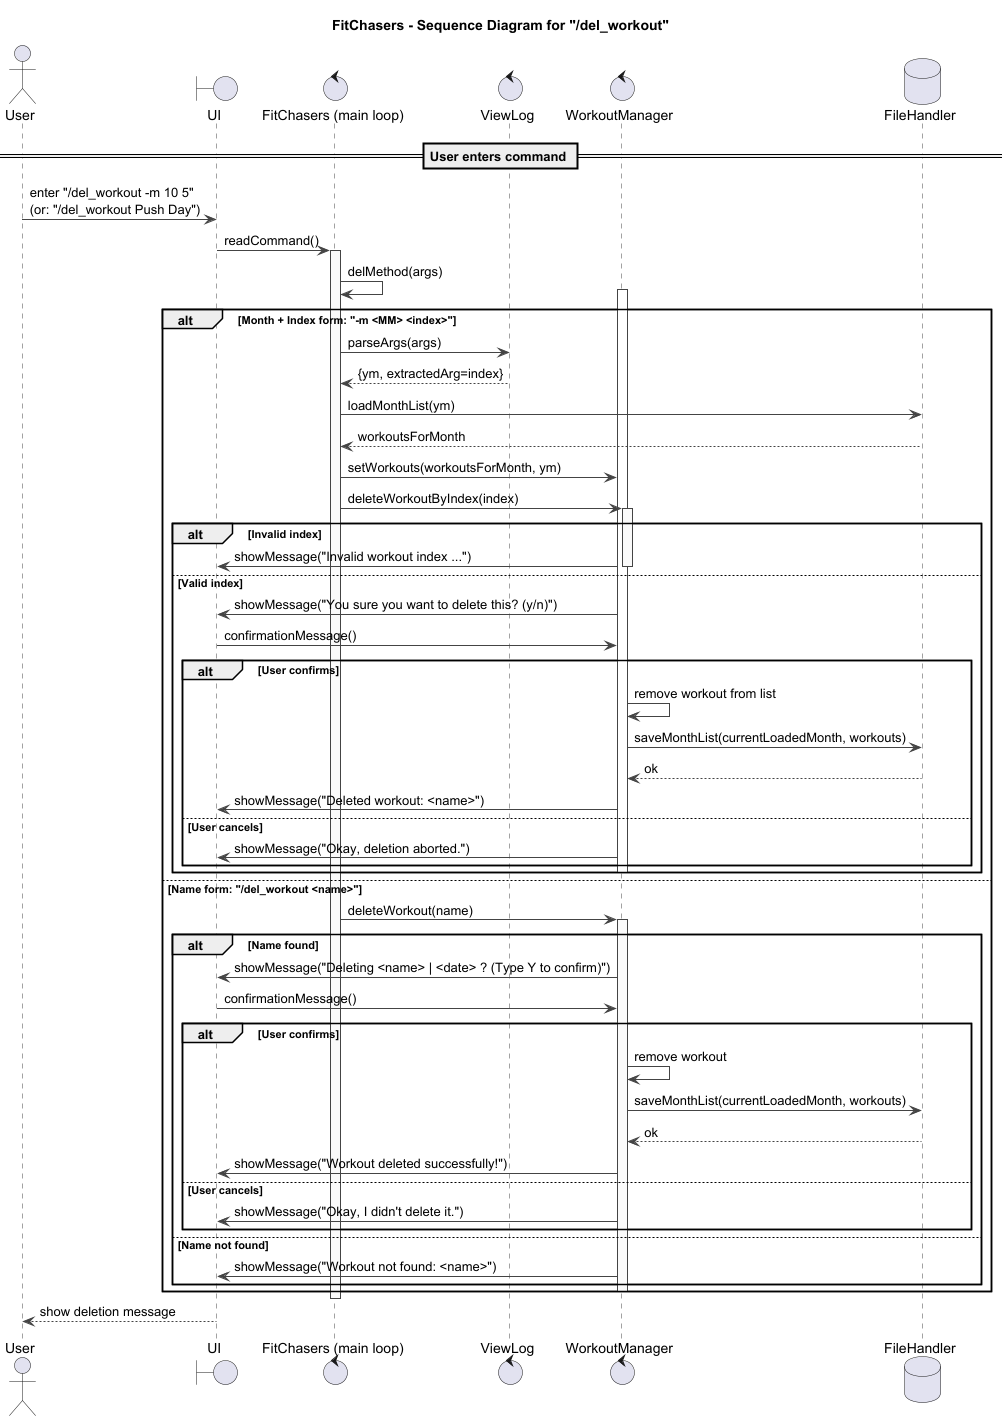 FitChasers - Sequence Diagram for "/del_workout"
User
UI
FitChasers (main loop)
ViewLog
WorkoutManager
FileHandler
User enters command
enter "/del_workout -m 10 5"
(or: "/del_workout Push Day")
readCommand()
delMethod(args)
alt
[Month + Index form: "-m <MM> <index>"]
parseArgs(args)
{ym, extractedArg=index}
loadMonthList(ym)
workoutsForMonth
setWorkouts(workoutsForMonth, ym)
deleteWorkoutByIndex(index)
alt
[Invalid index]
showMessage("Invalid workout index ...")
[Valid index]
showMessage("You sure you want to delete this? (y/n)")
confirmationMessage()
alt
[User confirms]
remove workout from list
saveMonthList(currentLoadedMonth, workouts)
ok
showMessage("Deleted workout: <name>")
[User cancels]
showMessage("Okay, deletion aborted.")
[Name form: "/del_workout <name>"]
deleteWorkout(name)
alt
[Name found]
showMessage("Deleting <name> | <date> ? (Type Y to confirm)")
confirmationMessage()
alt
[User confirms]
remove workout
saveMonthList(currentLoadedMonth, workouts)
ok
showMessage("Workout deleted successfully!")
[User cancels]
showMessage("Okay, I didn't delete it.")
[Name not found]
showMessage("Workout not found: <name>")
show deletion message
User
UI
FitChasers (main loop)
ViewLog
WorkoutManager
FileHandler